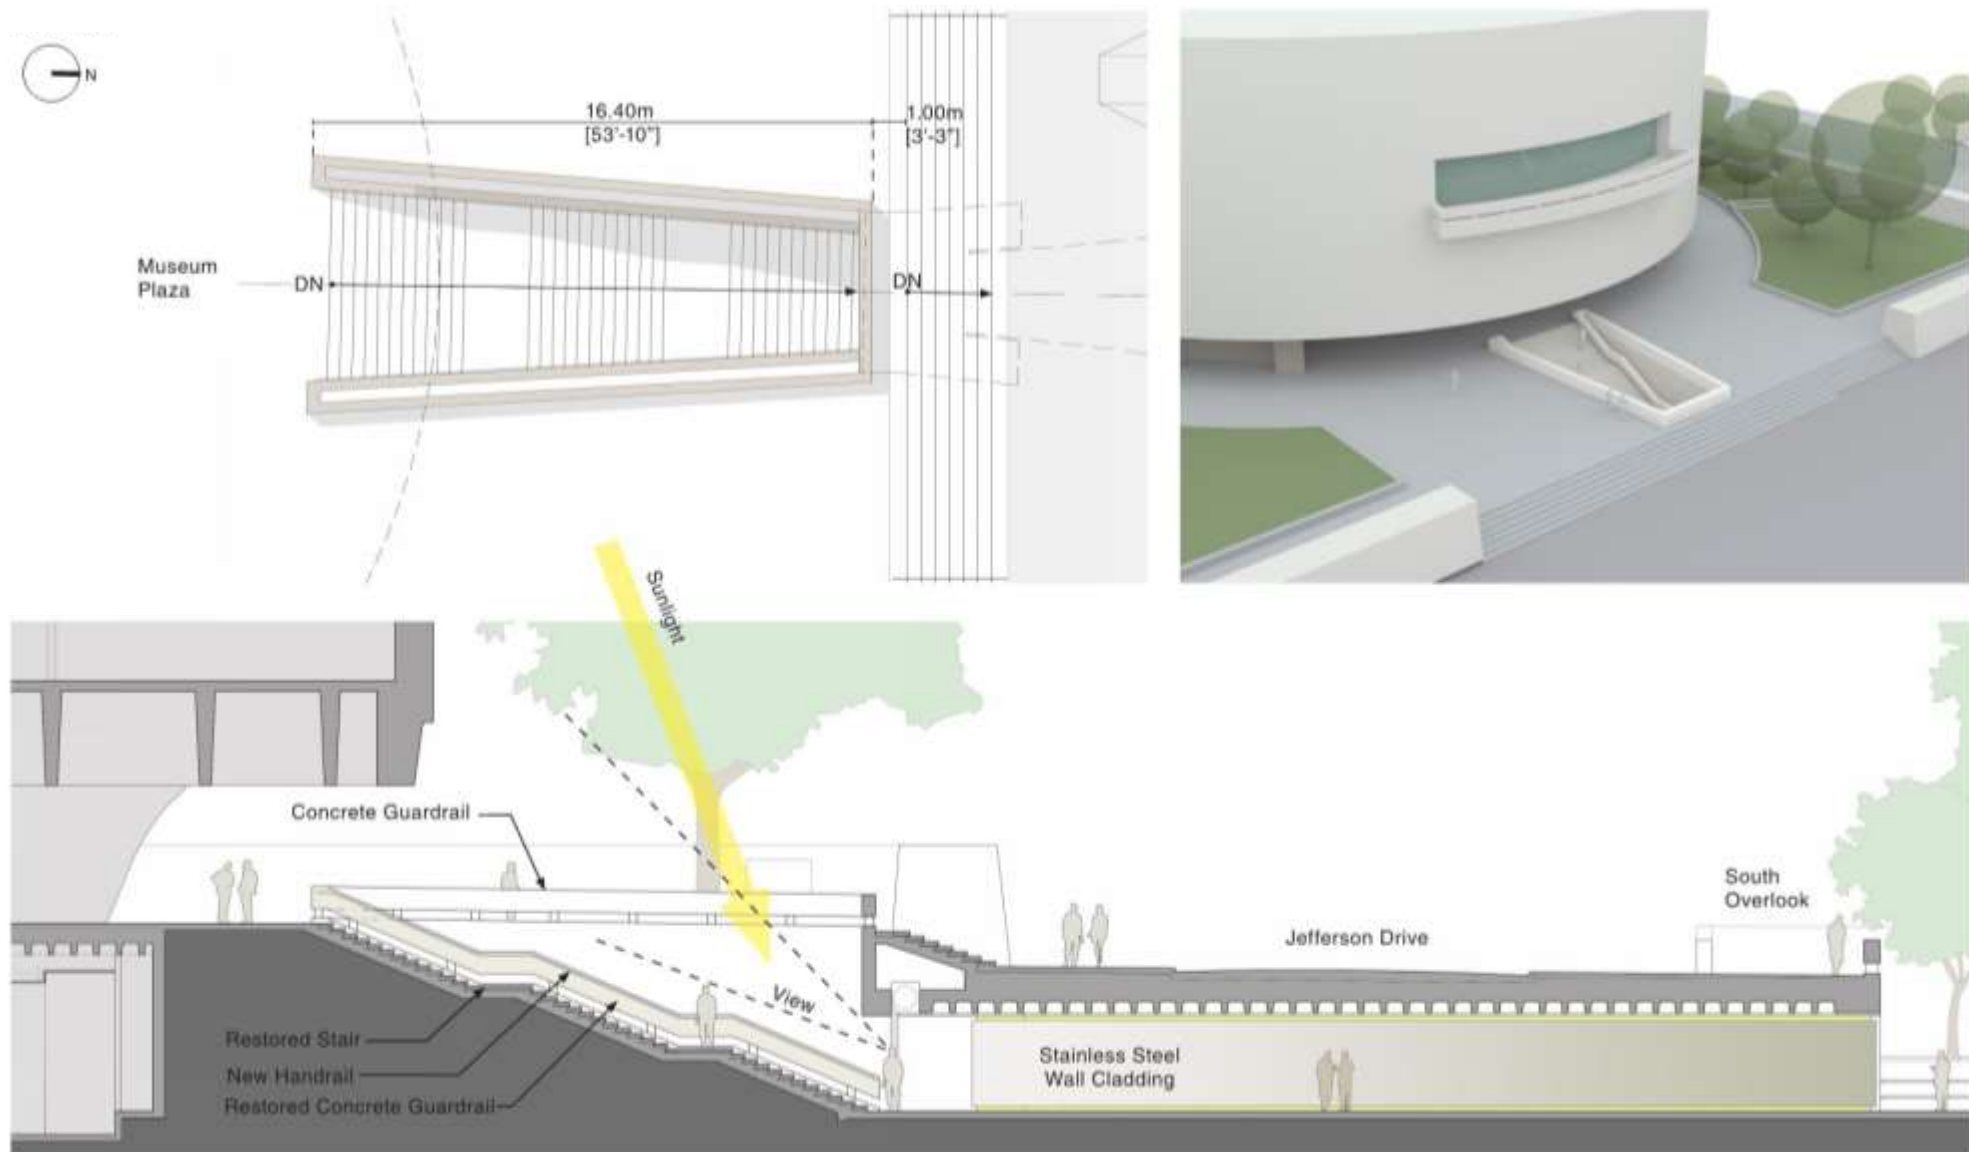 N
16.40m
[53'-10"]
1.00m
[3'-3"]
Museum
Plaza
DN
DN
Sunlight
Concrete Guardrail
View
Restored Stair
New Handrail
Restored Concrete Guardrail
South
Overlook
Jefferson Drive
Stainless Steel
Wall Cladding